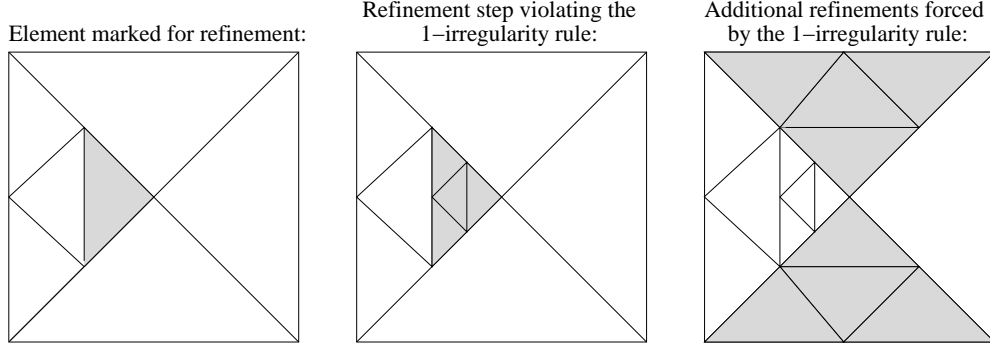 Element marked for refinement:
Refinement step violating the
1−irregularity rule:
Additional refinements forced
by the 1−irregularity rule: